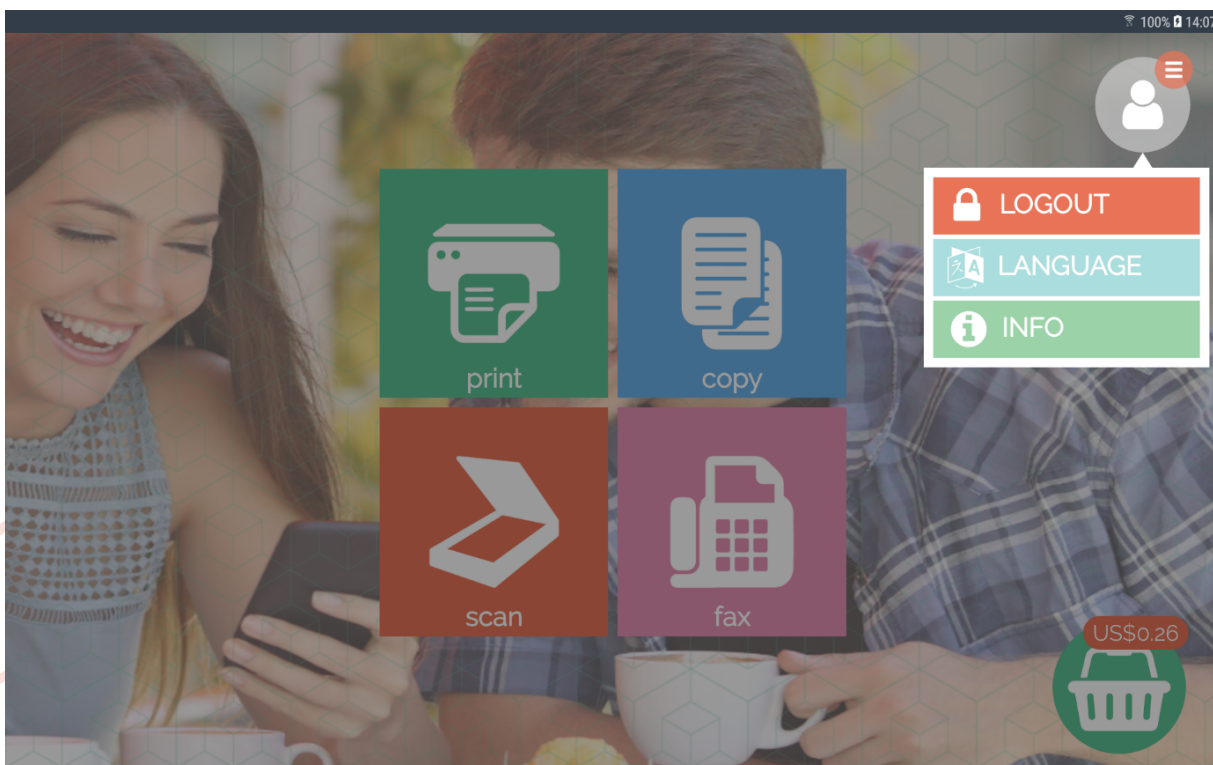 100% 14:07
LOGOUT
LANGUAGE
INFO
print
copy
scan
fax
US$0.26